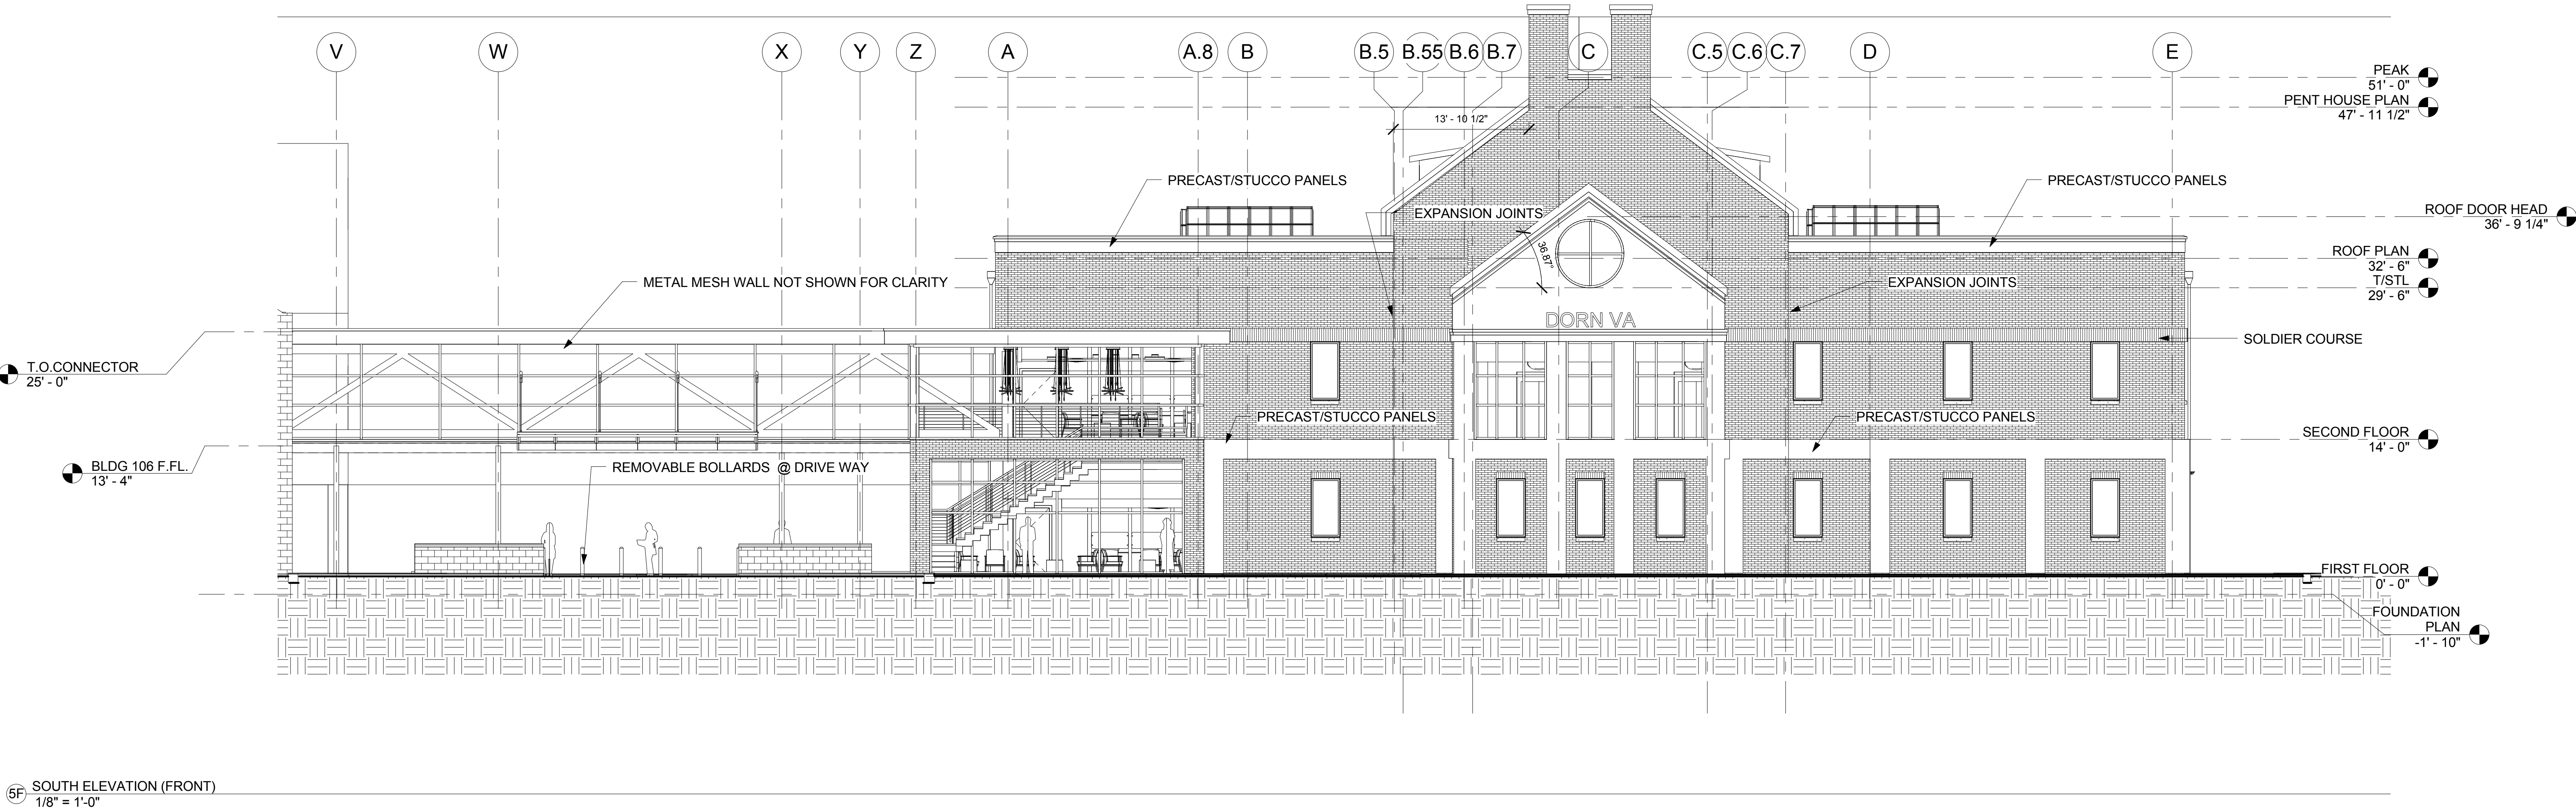 V
W
X
Y
Z
A
A.8
B
B.5
B.55
B.6
B.7
C
C.5
C.6
C.7
D
E
PEAK
51' - 0"
PENT HOUSE PLAN
47' - 11 1/2"
13' - 10 1/2"
PRECAST/STUCCO PANELS
PRECAST/STUCCO PANELS
EXPANSION JOINTS
ROOF DOOR HEAD
36' - 9 1/4"
36.87°
ROOF PLAN
32' - 6"
T/STL
29' - 6"
METAL MESH WALL NOT SHOWN FOR CLARITY
EXPANSION JOINTS
DORN VA
SOLDIER COURSE
T.O.CONNECTOR
25' - 0"
PRECAST/STUCCO PANELS
PRECAST/STUCCO PANELS
SECOND FLOOR
14' - 0"
BLDG 106 F.FL.
13' - 4"
REMOVABLE BOLLARDS @ DRIVE WAY
FIRST FLOOR
0' - 0"
FOUNDATION
PLAN
-1' - 10"
5F
SOUTH ELEVATION (FRONT)
1/8" = 1'-0"